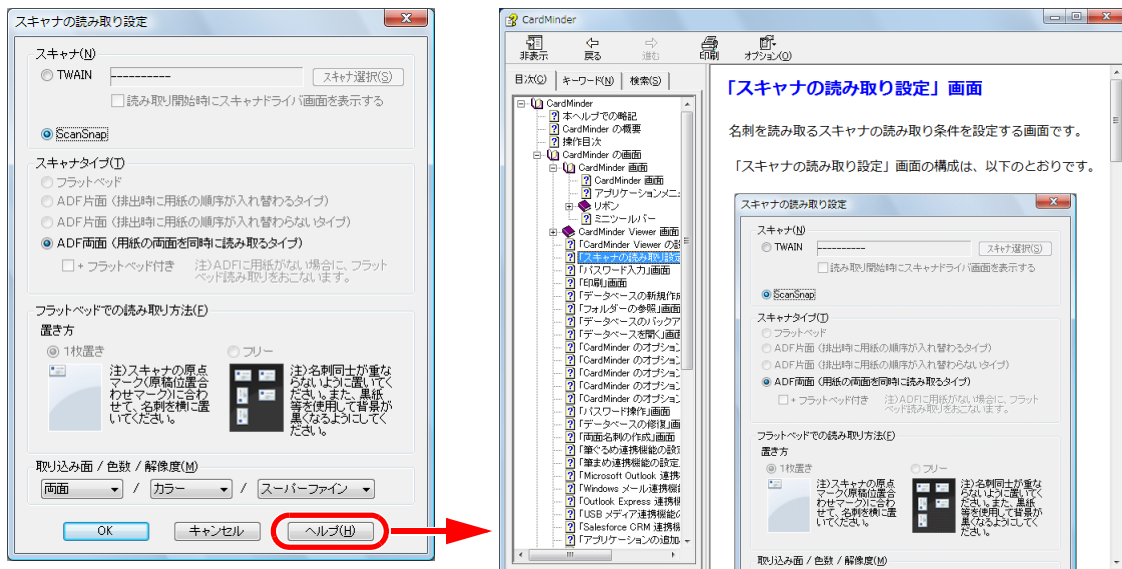 スキャナの読み取り設定
スキャナ(N)
TWAIN
----------
スキャナ選択(S)
読み取り開始時にスキャナドライバ画面を表示する
ScanSnap
スキャナタイプ(T)
フラットベッド
ADF片面 (排出時に用紙の順序が入れ替わるタイプ)
ADF片面 (排出時に用紙の順序が入れ替わらないタイプ)
ADF両面 (用紙の両面を同時に読み取るタイプ)
+ フラットベッド付き
注)ADFに用紙がない場合に、フラット
ベッド読み取りをおこないます。
フラットベッドでの読み取り方法(F)
置き方
1枚置き
フリー
注)スキャナの原点
マーク(原稿位置合
わせマーク)に合わ
せて、名刺を横に置
いてください。
注)名刺同士が重な
らないように置いてく
ださい。また、黒紙
等を使用して背景が
黒くなるようにしてく
ださい。
取り込み面 / 色数 / 解像度(M)
両面 / カラー / スーパーファイン
OK
キャンセル
ヘルプ(H)
CardMinder
非表示
戻る
進む
印刷
オプション(O)
目次(C)
キーワード(N)
検索(S)
CardMinder
本ヘルプでの略記
CardMinder の概要
操作目次
CardMinder の画面
CardMinder 画面
CardMinder 画面
アプリケーションメニュ
リボン
ミニツールバー
CardMinder Viewer 画面
「CardMinder Viewer の設
「スキャナの読み取り設定
「パスワード入力」画面
「印刷」画面
「データベースの新規作成
「フォルダーの参照」画面
「データベースのバックア
「データベースを開く」画面
「CardMinder のオプション
「CardMinder のオプション
「CardMinder のオプション
「CardMinder のオプション
「パスワード操作」画面
「データベースの修復」画
「両面名刺の作成」画面
「筆ぐるめ連携機能の設定
「筆まめ連携機能の設定
「Microsoft Outlook 連携
「Windows メール連携機能
「Outlook Express 連携機
「USB メディア連携機能の
「Salesforce CRM 連携機
「アプリケーションの追加
「スキャナの読み取り設定」画面
名刺を読み取るスキャナの読み取り条件を設定する画面です。
「スキャナの読み取り設定」画面の構成は、以下のとおりです。
スキャナの読み取り設定
スキャナ(N)
TWAIN
----------
スキャナ選択(S)
読み取り開始時にスキャナドライバ画面を表示する
ScanSnap
スキャナタイプ(T)
フラットベッド
ADF片面 (排出時に用紙の順序が入れ替わるタイプ)
ADF片面 (排出時に用紙の順序が入れ替わらないタイプ)
ADF両面 (用紙の両面を同時に読み取るタイプ)
+ フラットベッド付き
注)ADFに用紙がない場合に、フラット
ベッド読み取りをおこないます。
フラットベッドでの読み取り方法(F)
置き方
1枚置き
フリー
注)スキャナの原点
マーク(原稿位置合
わせマーク)に合わ
せて、名刺を横に置
いてください。
注)名刺同士が重な
らないように置いてく
ださい。また、黒紙
等を使用して背景が
黒くなるようにしてく
ださい。
取り込み面 / 色数 / 解像度(M)